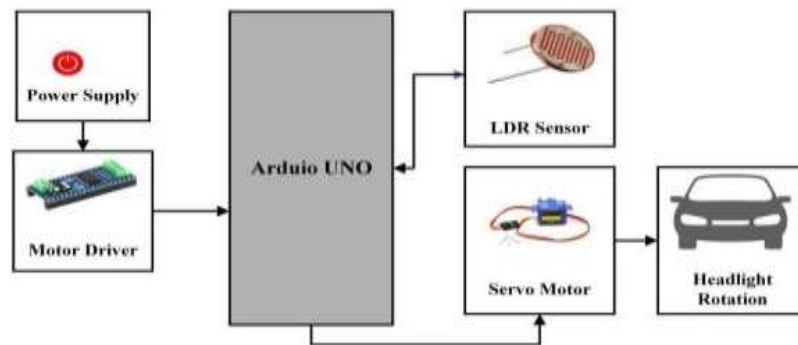 Power Supply
Motor Driver
Arduio UNO
LDR Sensor
Servo Motor
Headlight
Rotation